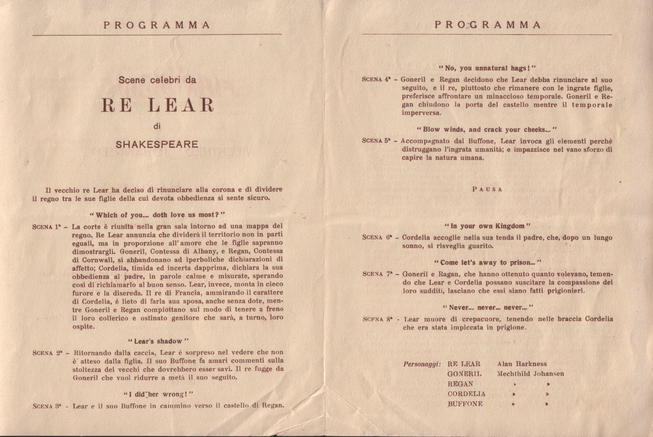 PROGRAMMA
Scene celebri da
RE LEAR
di
SHAKESPEARE
Il vecchio re Lear ha deciso di rinunciare alla corona e di dividere
il regno tra le sue figlie della cui devota obbedienza si sente sicuro.
"Which of you... doth love us most?"
SCENA 1ª - La corte è riunita nella gran sala intorno ad una mappa del
regno. Re Lear annuncia che dividerà il territorio non in parti
eguali, ma in proporzione all'amore che le figlie sapranno
dimostrargli. Goneril, Contessa di Albany, e Regan, Contessa
di Cornwall, si abbandonano ad iperboliche dichiarazioni di
affetto; Cordelia, timida ed incerta dapprima, dichiara la sua
obbedienza al padre, in parole calme e misurate, sperando
così di richiamarlo al buon senso. Lear, invece, monta in cieco
furore e la disereda. Il re di Francia, ammirando il carattere
di Cordelia, è lieto di farla sua sposa, anche senza dote, men-
tre Goneril e Regan complottano sul modo di tenere a freno
il loro collerico e ostinato genitore che sarà, a turno, loro
ospite.
"Lear's shadow"
SCENA 2ª - Ritornando dalla caccia, Lear è sorpreso nel vedere che non
è atteso dalla figlia. Il suo Buffone fa amari commenti sulla
stoltezza dei vecchi che dovrebbero esser savi. Il re fugge da
Goneril che vuol ridurre a metà il suo seguito.
"I did her wrong!"
SCENA 3ª - Lear e il suo Buffone in cammino verso il castello di Regan.
PROGRAMMA
"No, you unnatural hags!"
SCENA 4ª - Goneril e Regan decidono che Lear debba rinunciare al suo
seguito, e il re, piuttosto che rimanere con le ingrate figlie,
preferisce affrontare un minaccioso temporale. Goneril e Re-
gan chiudono la porta del castello mentre il temporale
imperversa.
"Blow winds, and crack your cheeks..."
SCENA 5ª - Accompagnato dal Buffone, Lear invoca gli elementi perché
distruggano l'ingrata umanità; e impazzisce nel vano sforzo di
capire la natura umana.
PAUSA
"In your own Kingdom"
SCENA 6ª - Cordelia accoglie nella sua tenda il padre, che, dopo un lungo
sonno, si risveglia guarito.
"Come let's away to prison..."
SCENA 7ª - Goneril e Regan, che hanno ottenuto quanto volevano, temen-
do che Lear e Cordelia possano suscitare la compassione dei
loro sudditi, lasciano che essi siano fatti prigionieri.
"Never... never... never..."
SCENA 8ª - Lear muore di crepacuore, tenendo nelle braccia Cordelia
che era stata impiccata in prigione.
Personaggi: RE LEAR Alan Harkness
GONERIL Mechthild Johansen
REGAN » »
CORDELIA » »
BUFFONE » »